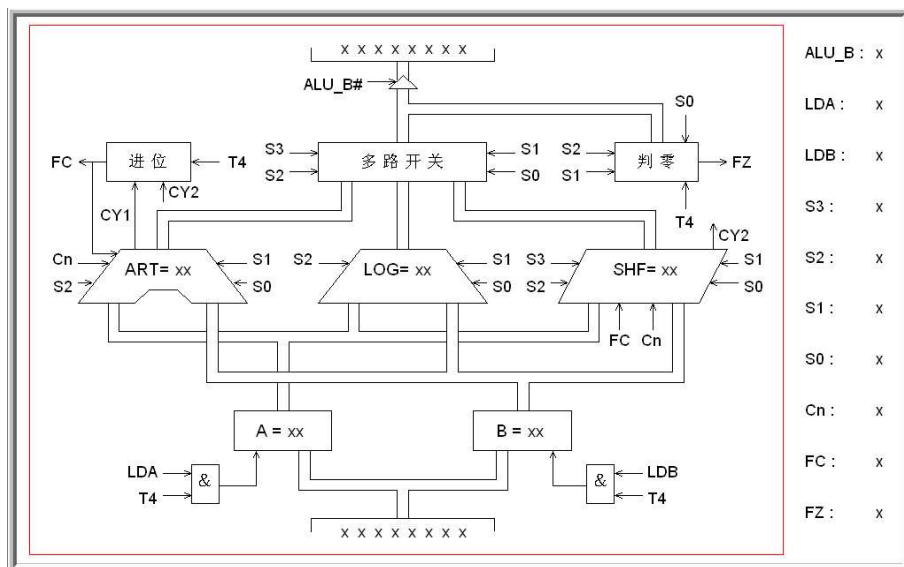 x x x x x x x x
ALU_B#
S0
FC
进位
T4
S3
S2
多路开关
S1
S0
S2
S1
判零
FZ
CY1
CY2
T4
CY2
Cn
S2
ART= xx
S1
S0
S2
LOG= xx
S1
S0
S3
S2
SHF= xx
S1
S0
FC
Cn
A = xx
B = xx
LDA
T4
&
&
LDB
T4
x x x x x x x x
ALU_B : x
LDA : x
LDB : x
S3 : x
S2 : x
S1 : x
S0 : x
Cn : x
FC : x
FZ : x